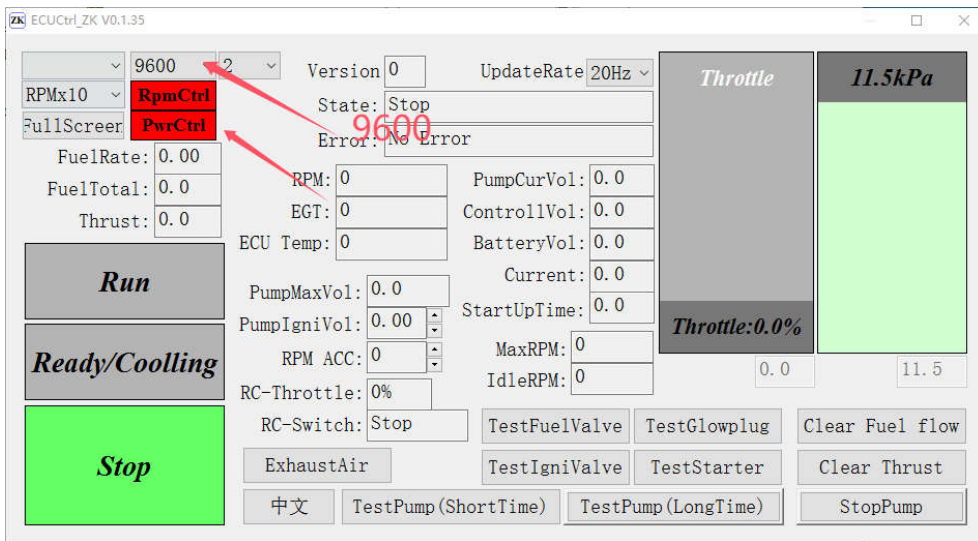 ZK ECUCtrl_ZK V0.1.35
9600 2 Version 0 UpdateRate 20Hz
RPMx10 RpmCtrl State: Stop
FullScreen PwrCtrl Error: No Error
9600
FuelRate: 0.00
FuelTotal: 0.0
Thrust: 0.0
RPM: 0 PumpCurVol: 0.0
EGT: 0 ControllVol: 0.0
ECU Temp: 0 BatteryVol: 0.0
Current: 0.0
PumpMaxVol: 0.0 StartUpTime: 0.0
PumpIgniVol: 0.00
RPM ACC: 0 MaxRPM: 0
RC-Throttle: 0% IdleRPM: 0
RC-Switch: Stop
Run
Ready/Coolling
Stop
Throttle
Throttle:0.0%
0.0
11.5kPa
11.5
TestFuelValve TestGlowplug Clear Fuel flow
ExhaustAir TestIgniValve TestStarter Clear Thrust
中文 TestPump(ShortTime) TestPump(LongTime) StopPump